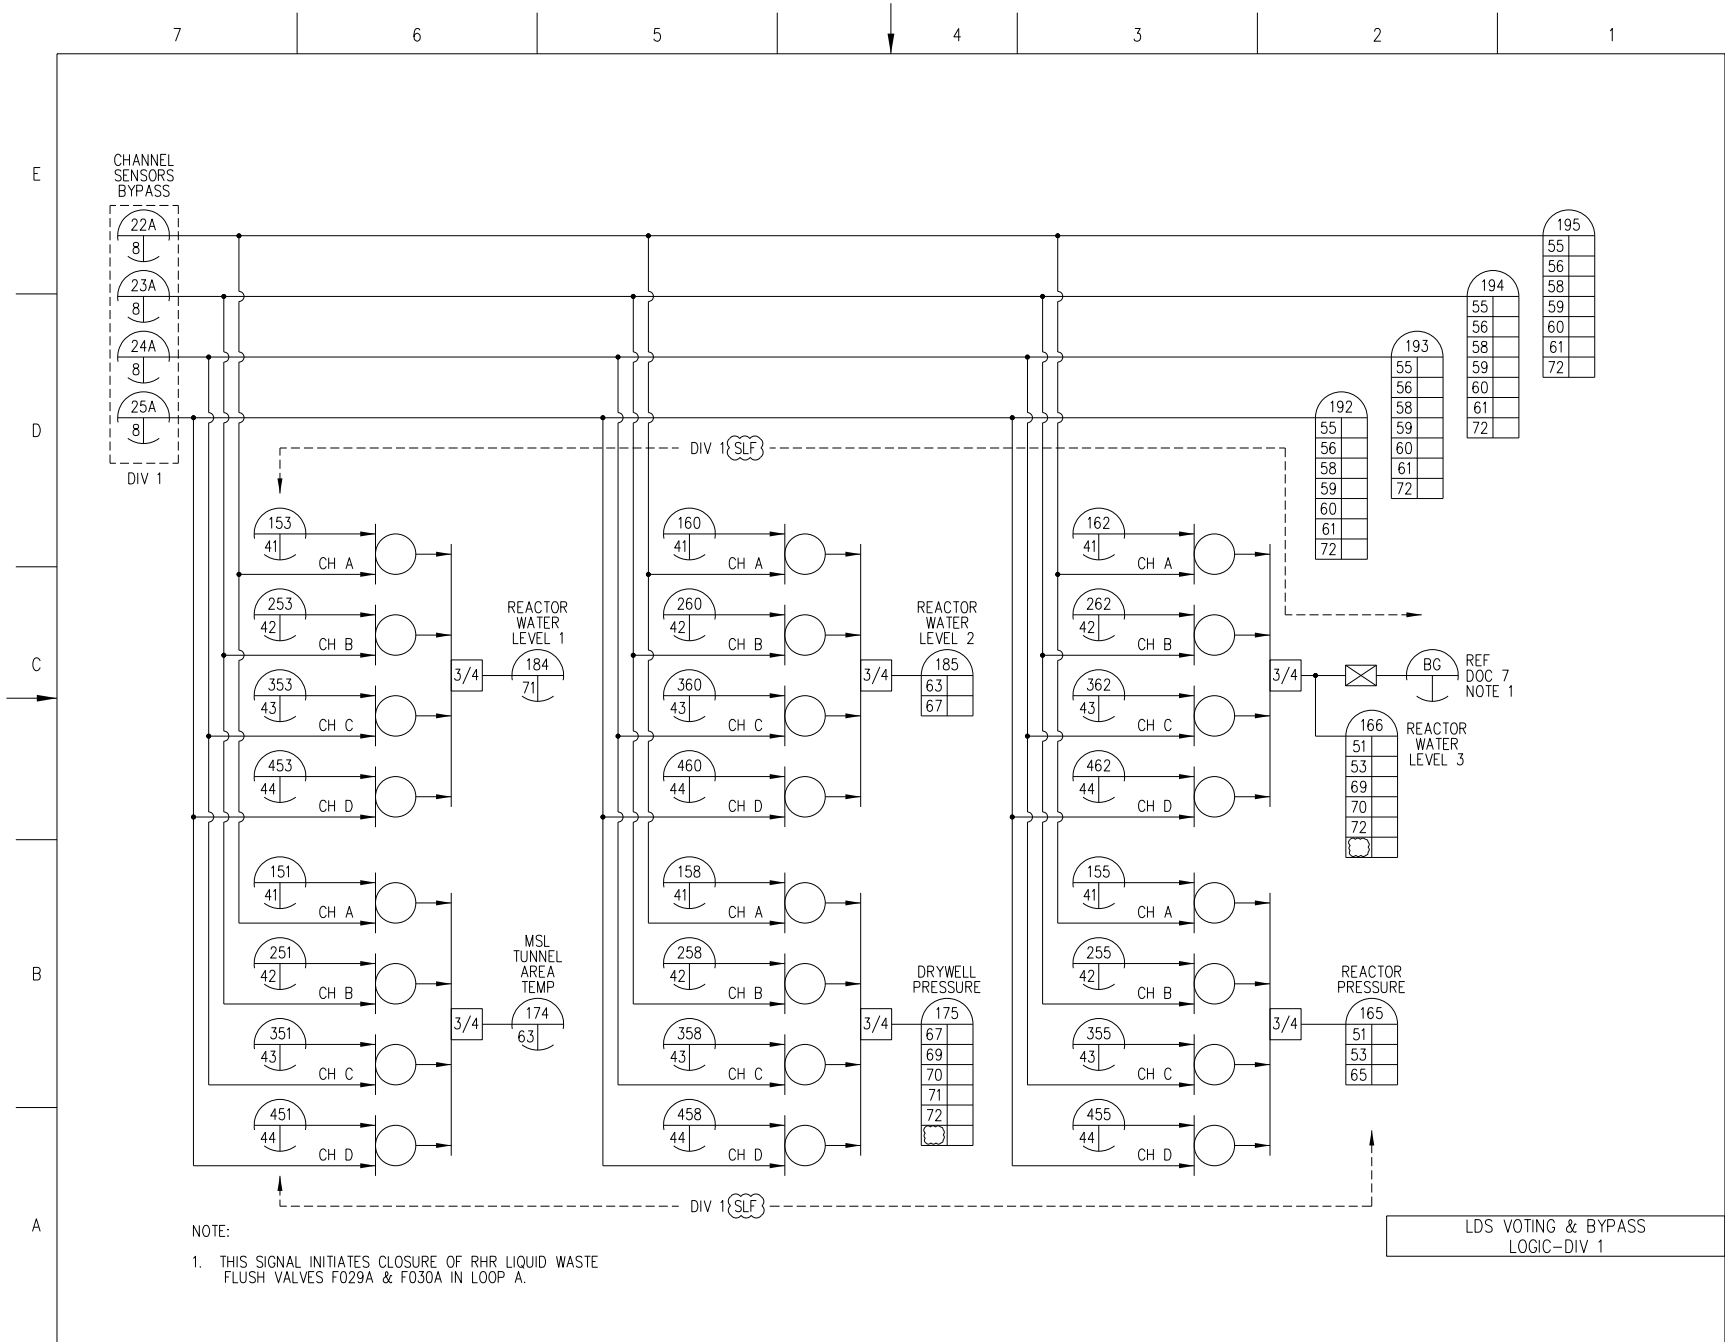 7 6 5 4 3 2 1
E
D
C
B
A
CHANNEL
SENSORS
BYPASS
22A
8
23A
8
24A
8
25A
8
DIV 1
195
55
56
58
59
60
61
72
194
55
56
58
59
60
61
72
193
55
56
58
59
60
61
72
192
55
56
58
59
60
61
72
DIV 1 SLF
153
41
CH A
253
42
CH B
353
43
CH C
453
44
CH D
3/4
REACTOR
WATER
LEVEL 1
184
71
160
41
CH A
260
42
CH B
360
43
CH C
460
44
CH D
3/4
REACTOR
WATER
LEVEL 2
185
63
67
162
41
CH A
262
42
CH B
362
43
CH C
462
44
CH D
3/4
BG
REF
DOC 7
NOTE 1
166
51
53
69
70
72
REACTOR
WATER
LEVEL 3
151
41
CH A
251
42
CH B
351
43
CH C
451
44
CH D
3/4
MSL
TUNNEL
AREA
TEMP
174
63
158
41
CH A
258
42
CH B
358
43
CH C
458
44
CH D
3/4
DRYWELL
PRESSURE
175
67
69
70
71
72
155
41
CH A
255
42
CH B
355
43
CH C
455
44
CH D
3/4
REACTOR
PRESSURE
165
51
53
65
DIV 1 SLF
NOTE:
1. THIS SIGNAL INITIATES CLOSURE OF RHR LIQUID WASTE
FLUSH VALVES F029A & F030A IN LOOP A.
LDS VOTING & BYPASS
LOGIC-DIV 1